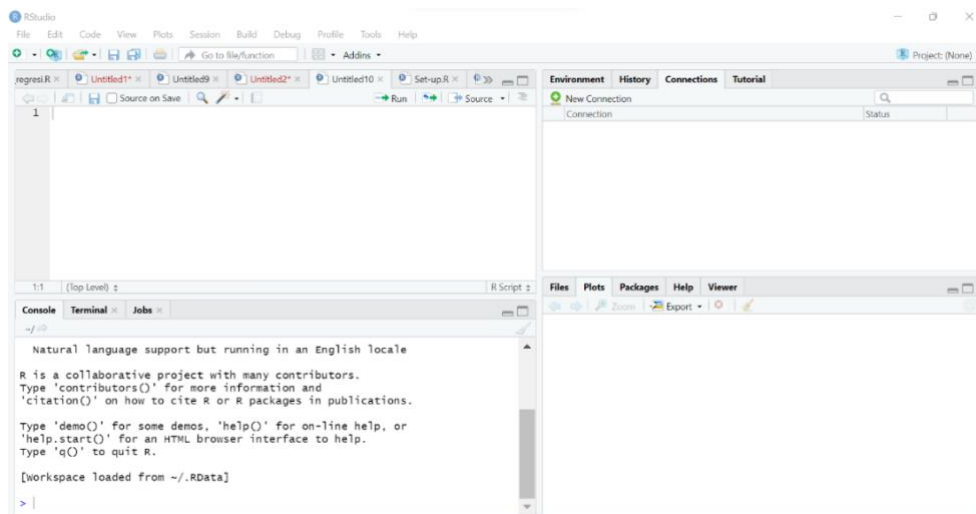 RStudio
File Edit Code View Plots Session Build Debug Profile Tools Help
Go to file/function Addins Project: (None)
regresi.R Untitled1* Untitled9 Untitled2* Untitled10 Set-up.R
Source on Save Run Source
1
1:1 (Top Level) R Script
Console Terminal Jobs
~/
Natural language support but running in an English locale
R is a collaborative project with many contributors.
Type 'contributors()' for more information and
'citation()' on how to cite R or R packages in publications.
Type 'demo()' for some demos, 'help()' for on-line help, or
'help.start()' for an HTML browser interface to help.
Type 'q()' to quit R.
[Workspace loaded from ~/.RData]
>
Environment History Connections Tutorial
New Connection
Connection Status
Files Plots Packages Help Viewer
Zoom Export